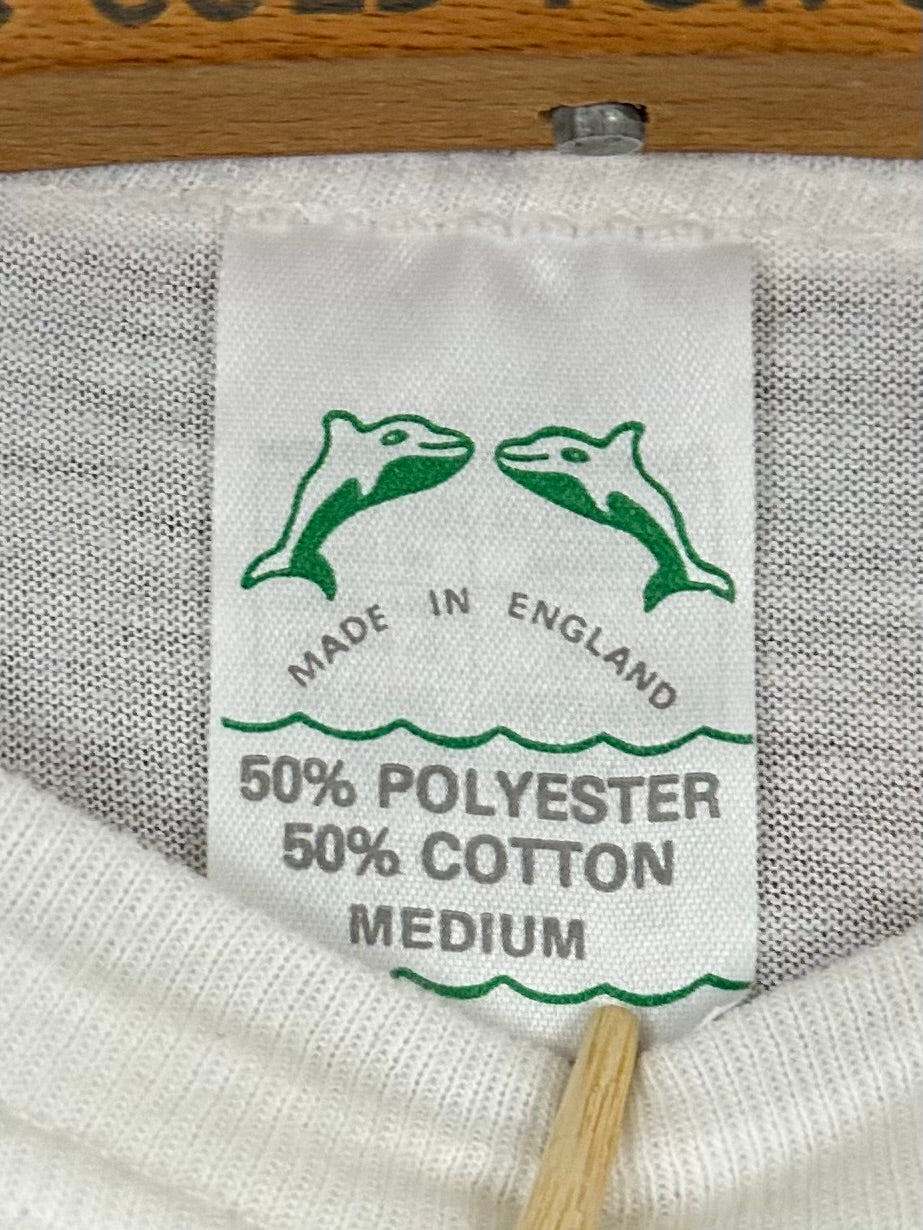 MADE IN ENGLAND
50% POLYESTER
50% COTTON
MEDIUM